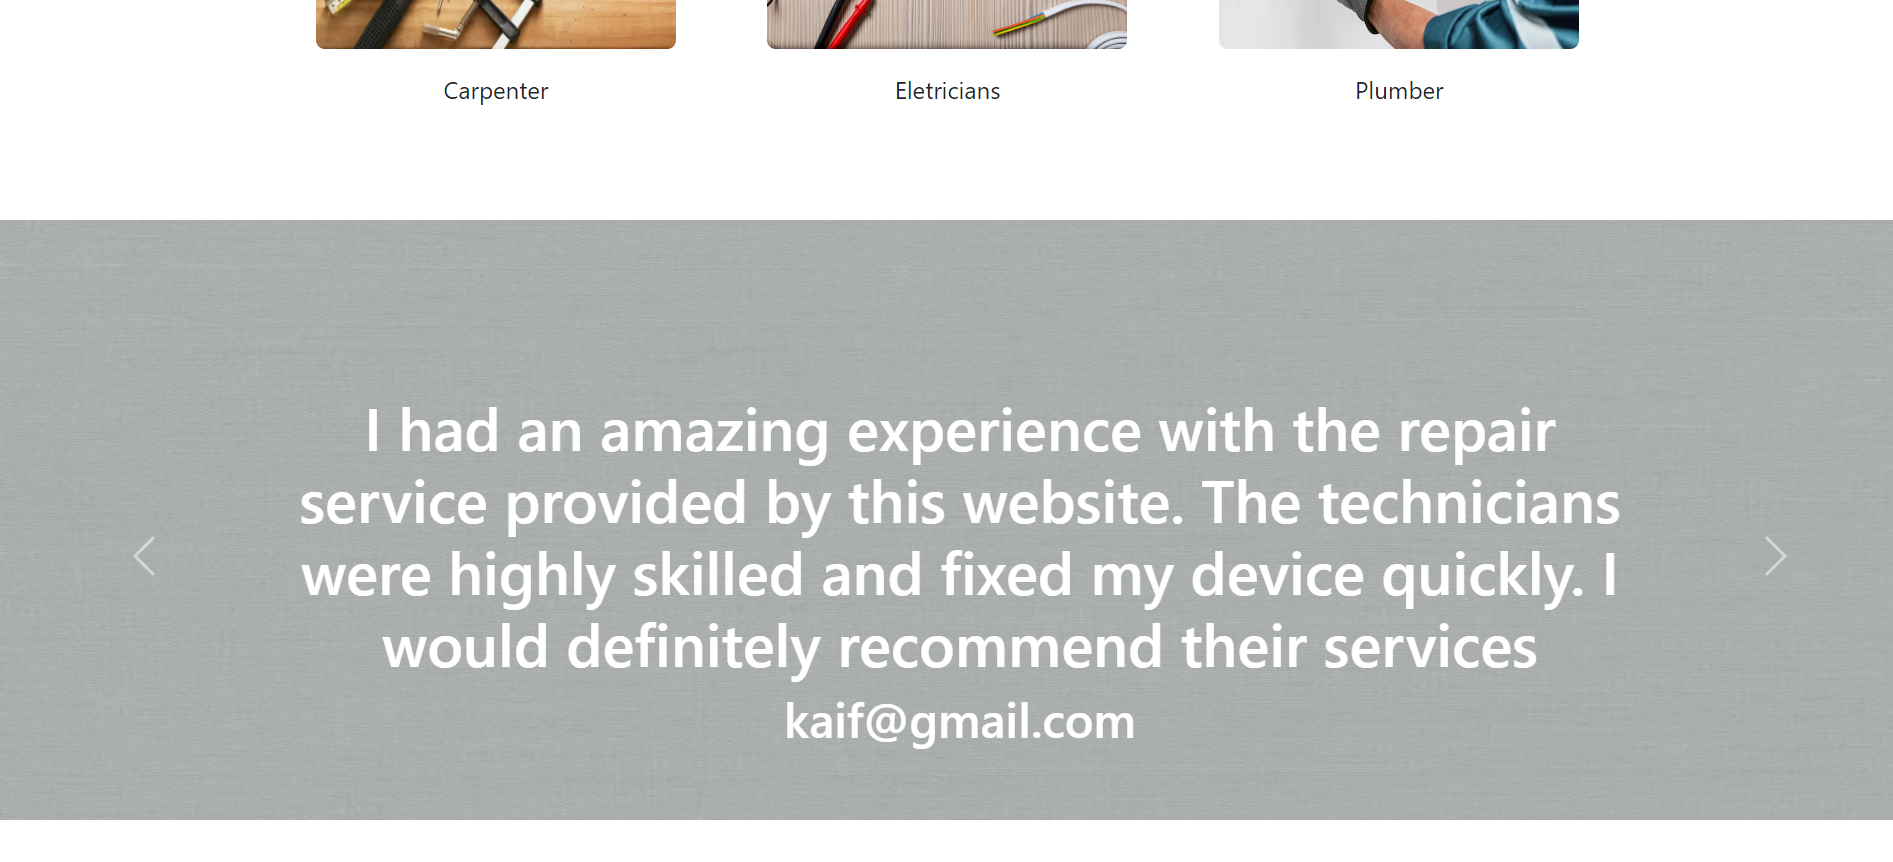 Carpenter
Eletricians
Plumber
I had an amazing experience with the repair
service provided by this website. The technicians
were highly skilled and fixed my device quickly. I
would definitely recommend their services
kaif@gmail.com